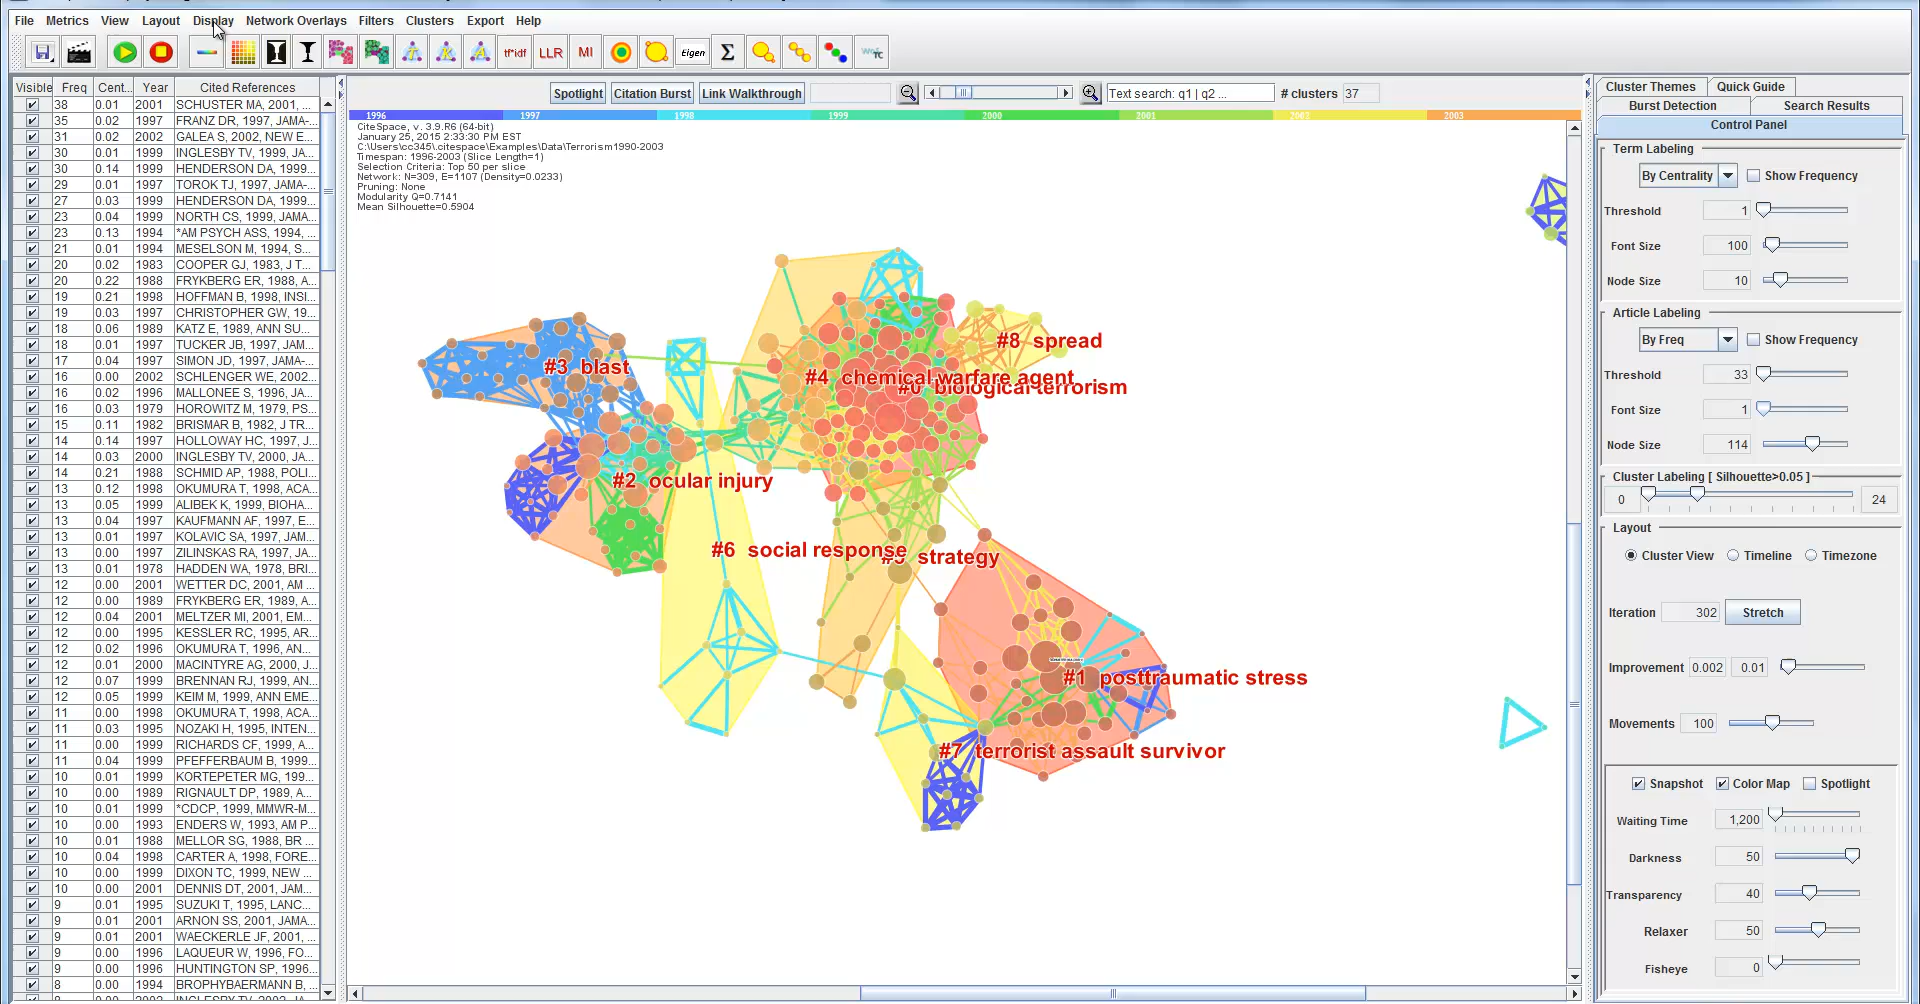 File Metrics View Layout Display Network Overlays Filters Clusters Export Help
T K A tf*idf LLR MI Eigen Σ TC
Visible Freq Cent... Year Cited References
38 0.01 2001 SCHUSTER MA, 2001, ...
35 0.02 1997 FRANZ DR, 1997, JAMA-...
31 0.02 2002 GALEA S, 2002, NEW E...
30 0.01 1999 INGLESBY TV, 1999, JA...
30 0.14 1999 HENDERSON DA, 1999...
29 0.01 1997 TOROK TJ, 1997, JAMA-...
27 0.03 1999 HENDERSON DA, 1999...
23 0.04 1999 NORTH CS, 1999, JAMA...
23 0.13 1994 *AM PSYCH ASS, 1994, ...
21 0.01 1994 MESELSON M, 1994, S...
20 0.02 1983 COOPER GJ, 1983, J T...
20 0.22 1988 FRYKBERG ER, 1988, A...
19 0.21 1998 HOFFMAN B, 1998, INSI...
19 0.03 1997 CHRISTOPHER GW, 19...
18 0.06 1989 KATZ E, 1989, ANN SU...
18 0.01 1997 TUCKER JB, 1997, JAM...
17 0.04 1997 SIMON JD, 1997, JAMA-...
16 0.00 2002 SCHLENGER WE, 2002...
16 0.02 1996 MALLONEE S, 1996, JA...
16 0.03 1979 HOROWITZ M, 1979, PS...
15 0.11 1982 BRISMAR B, 1982, J TR...
14 0.14 1997 HOLLOWAY HC, 1997, J...
14 0.03 2000 INGLESBY TV, 2000, JA...
14 0.21 1988 SCHMID AP, 1988, POLI...
13 0.12 1998 OKUMURA T, 1998, ACA...
13 0.05 1999 ALIBEK K, 1999, BIOHA...
13 0.04 1997 KAUFMANN AF, 1997, E...
13 0.01 1997 KOLAVIC SA, 1997, JAM...
13 0.00 1997 ZILINSKAS RA, 1997, JA...
13 0.01 1978 HADDEN WA, 1978, BRI...
12 0.00 2001 WETTER DC, 2001, AM ...
12 0.00 1989 FRYKBERG ER, 1989, A...
12 0.04 2001 MELTZER MI, 2001, EM...
12 0.00 1995 KESSLER RC, 1995, AR...
12 0.02 1996 OKUMURA T, 1996, AN...
12 0.01 2000 MACINTYRE AG, 2000, J...
12 0.07 1999 BRENNAN RJ, 1999, AN...
12 0.05 1999 KEIM M, 1999, ANN EME...
11 0.00 1998 OKUMURA T, 1998, ACA...
11 0.03 1995 NOZAKI H, 1995, INTEN...
11 0.00 1999 RICHARDS CF, 1999, A...
11 0.04 1999 PFEFFERBAUM B, 1999...
10 0.01 1999 KORTEPETER MG, 199...
10 0.00 1989 RIGNAULT DP, 1989, A...
10 0.01 1999 *CDCP, 1999, MMWR-M...
10 0.00 1993 ENDERS W, 1993, AM P...
10 0.01 1988 MELLOR SG, 1988, BR ...
10 0.04 1998 CARTER A, 1998, FORE...
10 0.00 1999 DIXON TC, 1999, NEW ...
10 0.00 2001 DENNIS DT, 2001, JAM...
9 0.01 1995 SUZUKI T, 1995, LANC...
9 0.01 2001 ARNON SS, 2001, JAMA...
9 0.01 2001 WAECKERLE JF, 2001, ...
9 0.00 1996 LAQUEUR W, 1996, FO...
9 0.00 1996 HUNTINGTON SP, 1996...
8 0.00 1994 BROPHYBAERMANN B, ...
Spotlight Citation Burst Link Walkthrough Text search: q1 | q2 ... # clusters 37
1996 1997 1998 1999 2000 2001 2002 2003
CiteSpace, v. 3.9.R6 (64-bit)
January 25, 2015 2:33:30 PM EST
C:\Users\cc345\.citespace\Examples\Data\Terrorism1990-2003
Timespan: 1996-2003 (Slice Length=1)
Selection Criteria: Top 50 per slice
Network: N=309, E=1107 (Density=0.0233)
Pruning: None
Modularity Q=0.7141
Mean Silhouette=0.5904
#8 spread
#3 blast
#4 chemical warfare agent
#0 biological terrorism
#2 ocular injury
#6 social response
#5 strategy
#1 posttraumatic stress
#7 terrorist assault survivor
Cluster Themes Quick Guide
Burst Detection Search Results
Control Panel
Term Labeling
By Centrality Show Frequency
Threshold 1
Font Size 100
Node Size 10
Article Labeling
By Freq Show Frequency
Threshold 33
Font Size 1
Node Size 114
Cluster Labeling [ Silhouette>0.05 ]
0 24
Layout
Cluster View Timeline Timezone
Iteration 302 Stretch
Improvement 0.002 0.01
Movements 100
Snapshot Color Map Spotlight
Waiting Time 1,200
Darkness 50
Transparency 40
Relaxer 50
Fisheye 0